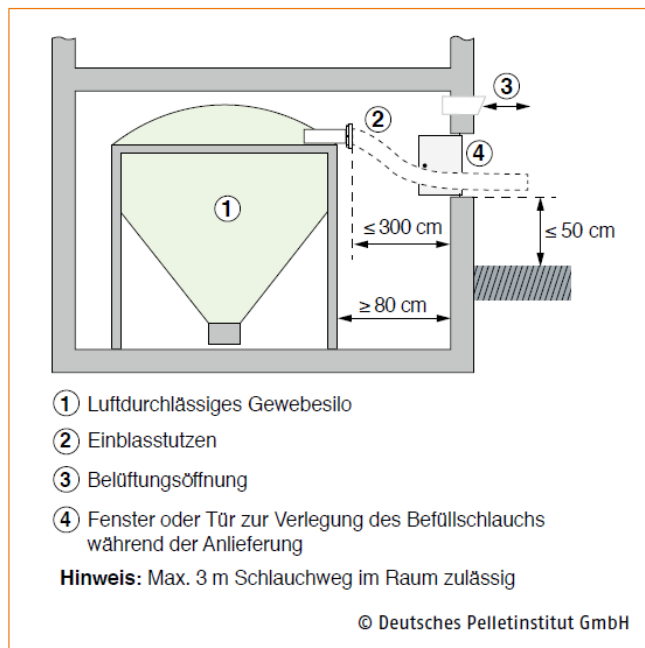 3
2
4
1
≤ 300 cm
≤ 50 cm
≥ 80 cm
1 Luftdurchlässiges Gewebesilo
2 Einblasstutzen
3 Belüftungsöffnung
4 Fenster oder Tür zur Verlegung des Befüllschlauchs
während der Anlieferung
Hinweis: Max. 3 m Schlauchweg im Raum zulässig
© Deutsches Pelletinstitut GmbH